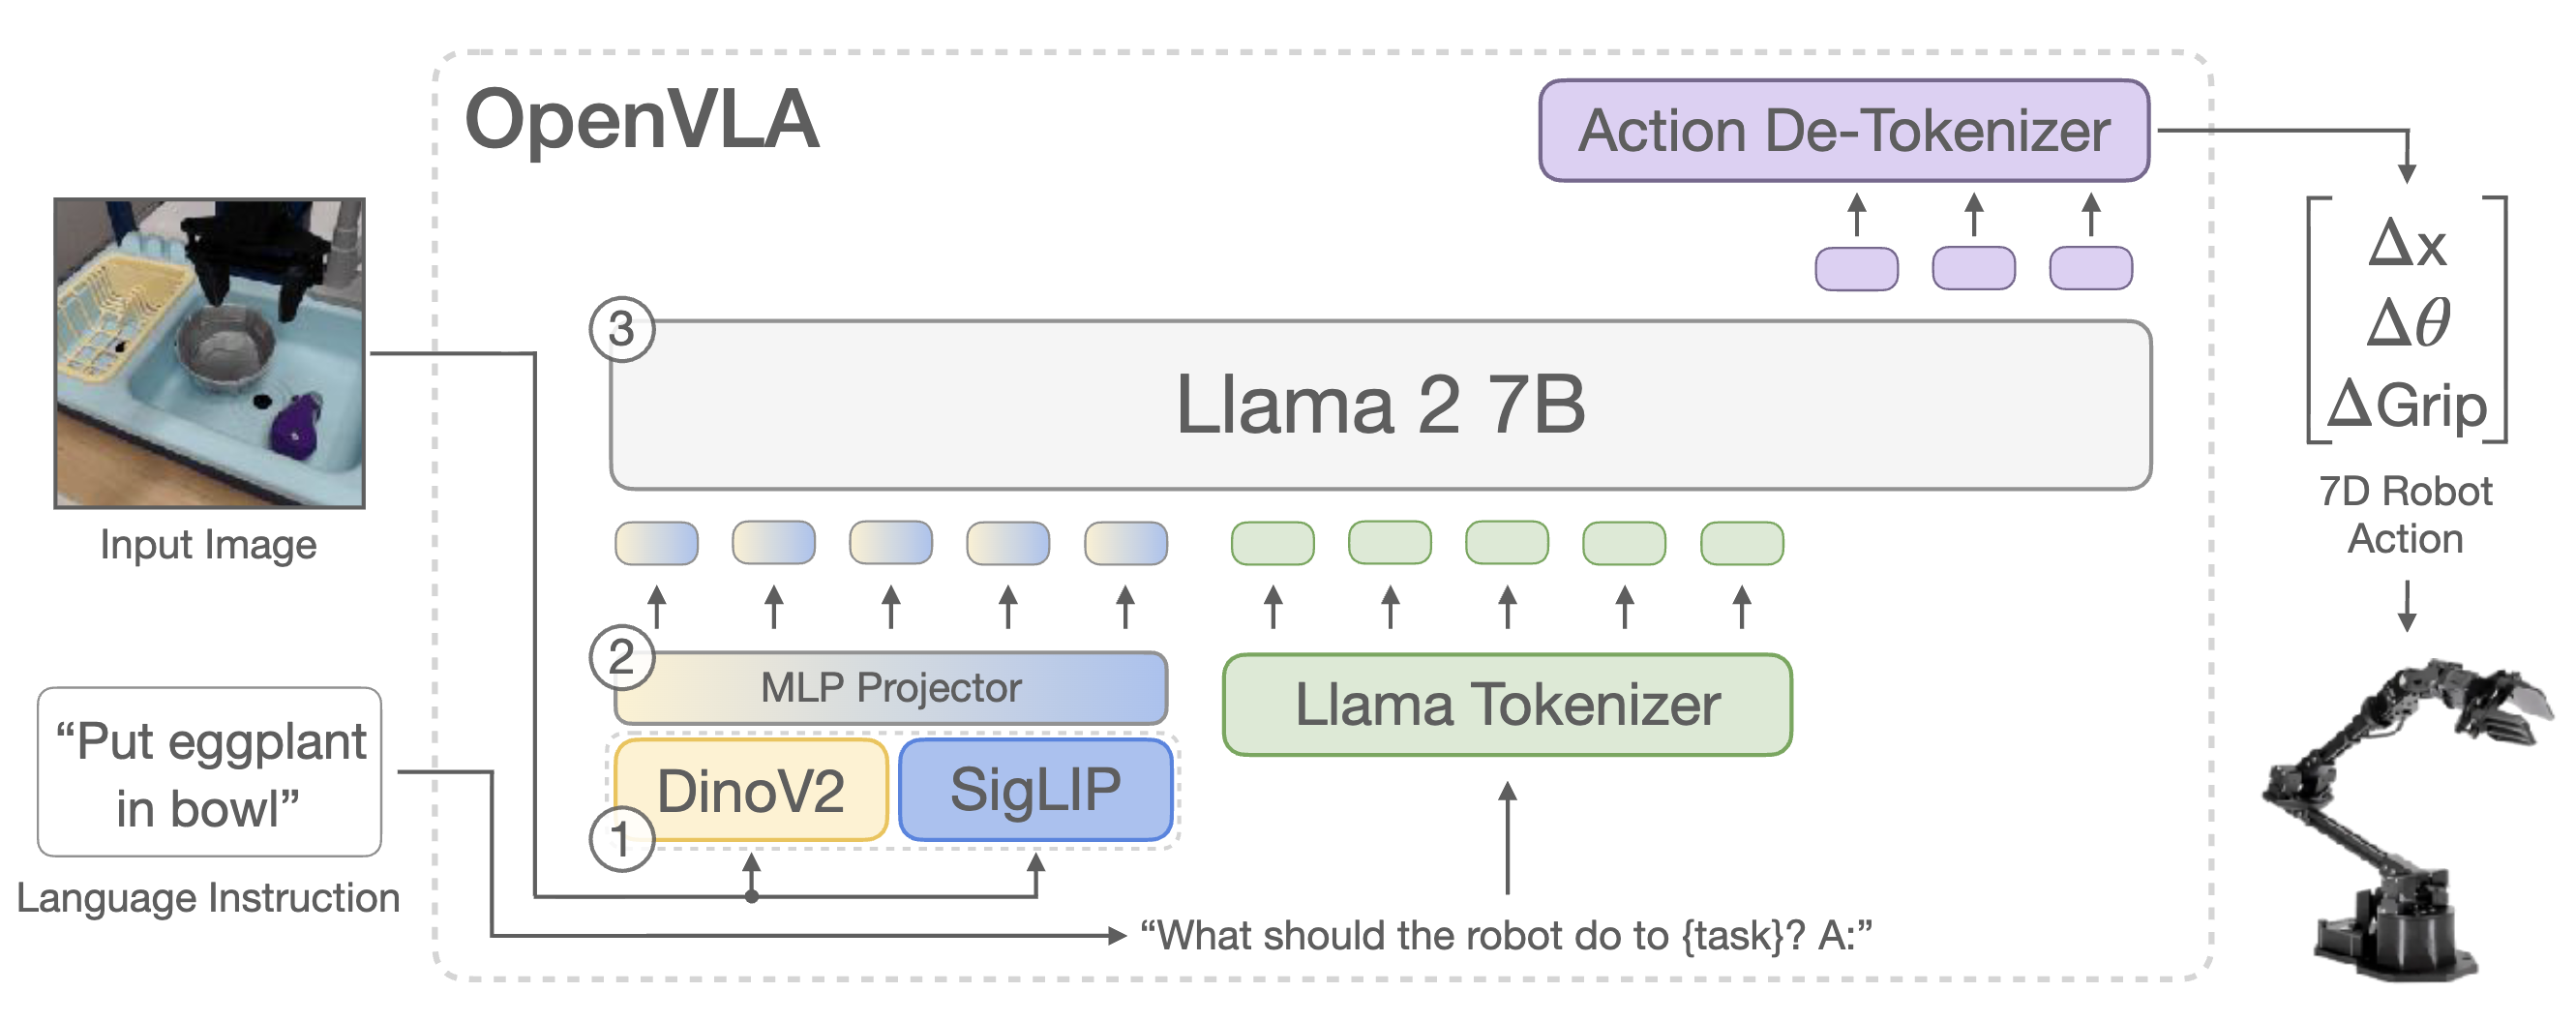 OpenVLA
Action De-Tokenizer
Δx
Δθ
ΔGrip
7D Robot
Action
3
Llama 2 7B
Input Image
2
MLP Projector
Llama Tokenizer
DinoV2
SigLIP
1
“Put eggplant
in bowl”
Language Instruction
“What should the robot do to {task}? A:”